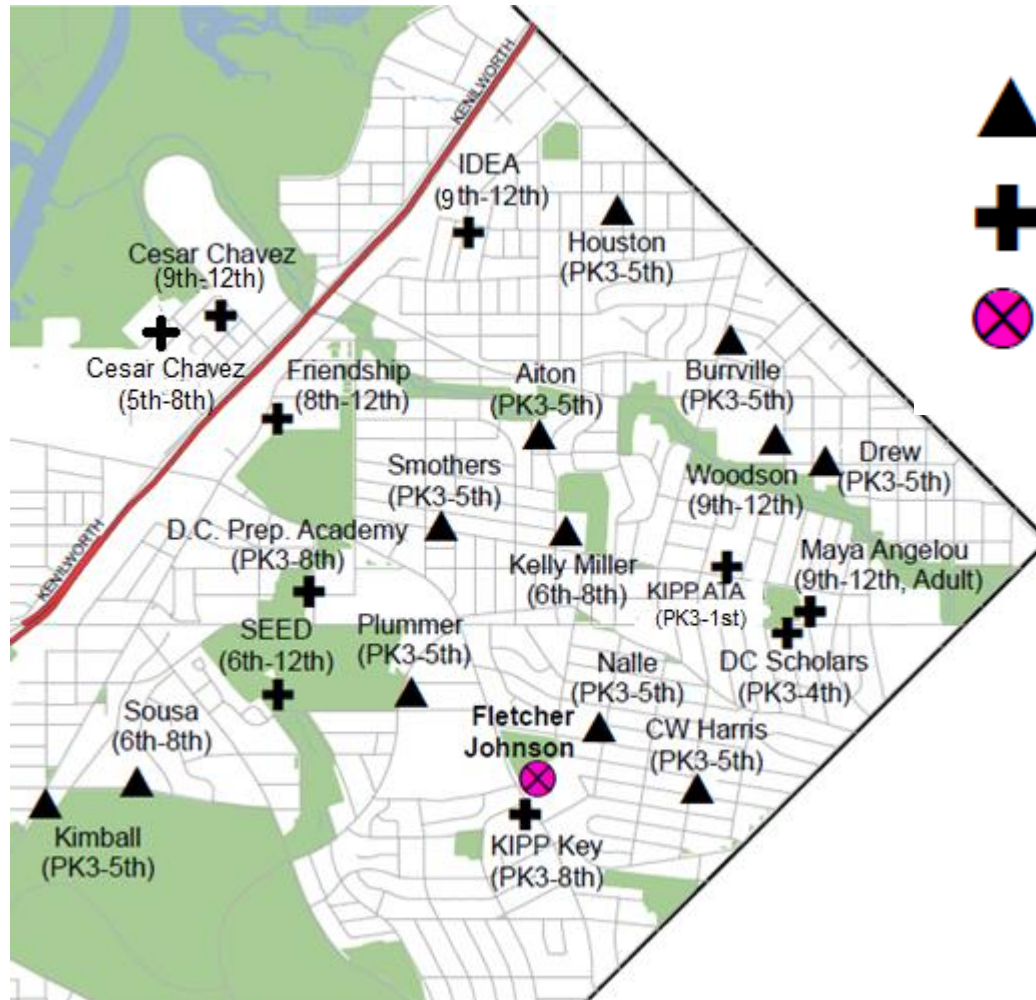 KENILWORTH
IDEA
(9th-12th)
Houston
(PK3-5th)
Cesar Chavez
(9th-12th)
Cesar Chavez
(5th-8th)
Friendship
(8th-12th)
Aiton
(PK3-5th)
Burrville
(PK3-5th)
Smothers
(PK3-5th)
Woodson
(9th-12th)
Drew
(PK3-5th)
D.C. Prep. Academy
(PK3-8th)
Kelly Miller
(6th-8th)
KIPP ATA
(PK3-1st)
Maya Angelou
(9th-12th, Adult)
KENILWORTH
SEED
(6th-12th)
Plummer
(PK3-5th)
DC Scholars
(PK3-4th)
Nalle
(PK3-5th)
Sousa
(6th-8th)
Fletcher
Johnson
CW Harris
(PK3-5th)
Kimball
(PK3-5th)
KIPP Key
(PK3-8th)